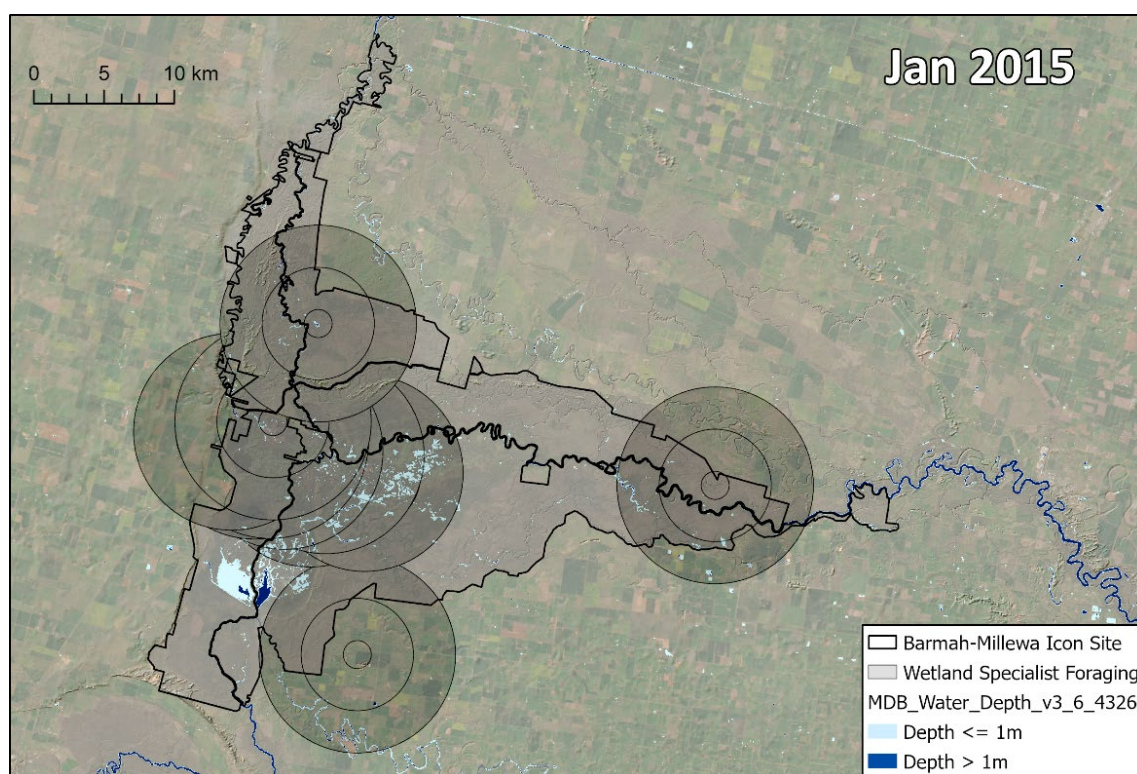 Jan 2015
0 5 10 km
Barmah-Millewa Icon Site
Wetland Specialist Foraging
MDB_Water_Depth_v3_6_4326
Depth <= 1m
Depth > 1m